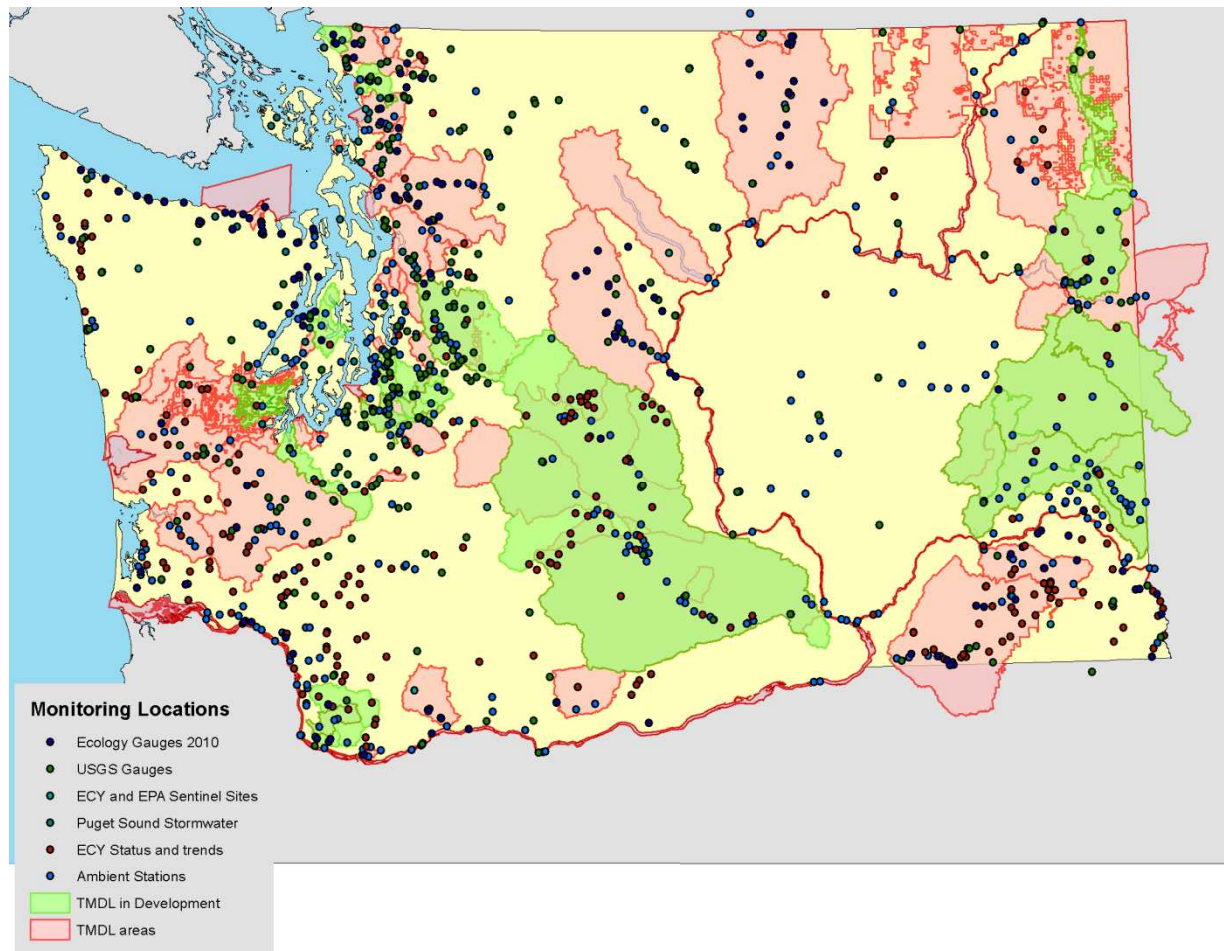 Monitoring Locations
Ecology Gauges 2010
USGS Gauges
ECY and EPA Sentinel Sites
Puget Sound Stormwater
ECY Status and trends
Ambient Stations
TMDL in Development
TMDL areas